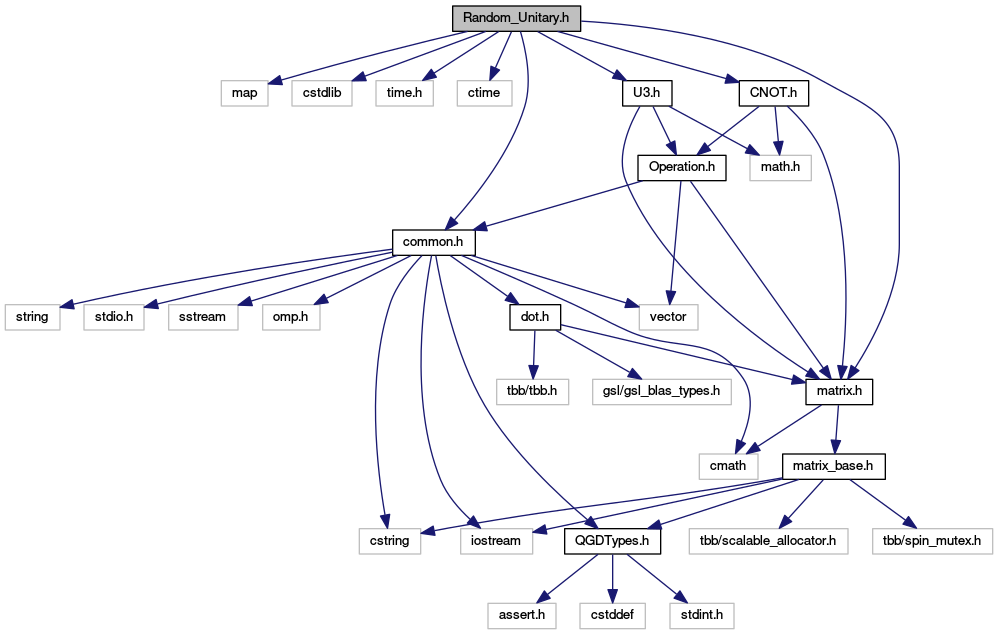 Random_Unitary.h
map
cstdlib
time.h
ctime
U3.h
CNOT.h
Operation.h
math.h
common.h
string
stdio.h
sstream
omp.h
dot.h
vector
tbb/tbb.h
gsl/gsl_blas_types.h
matrix.h
cmath
matrix_base.h
cstring
iostream
QGDTypes.h
tbb/scalable_allocator.h
tbb/spin_mutex.h
assert.h
cstddef
stdint.h